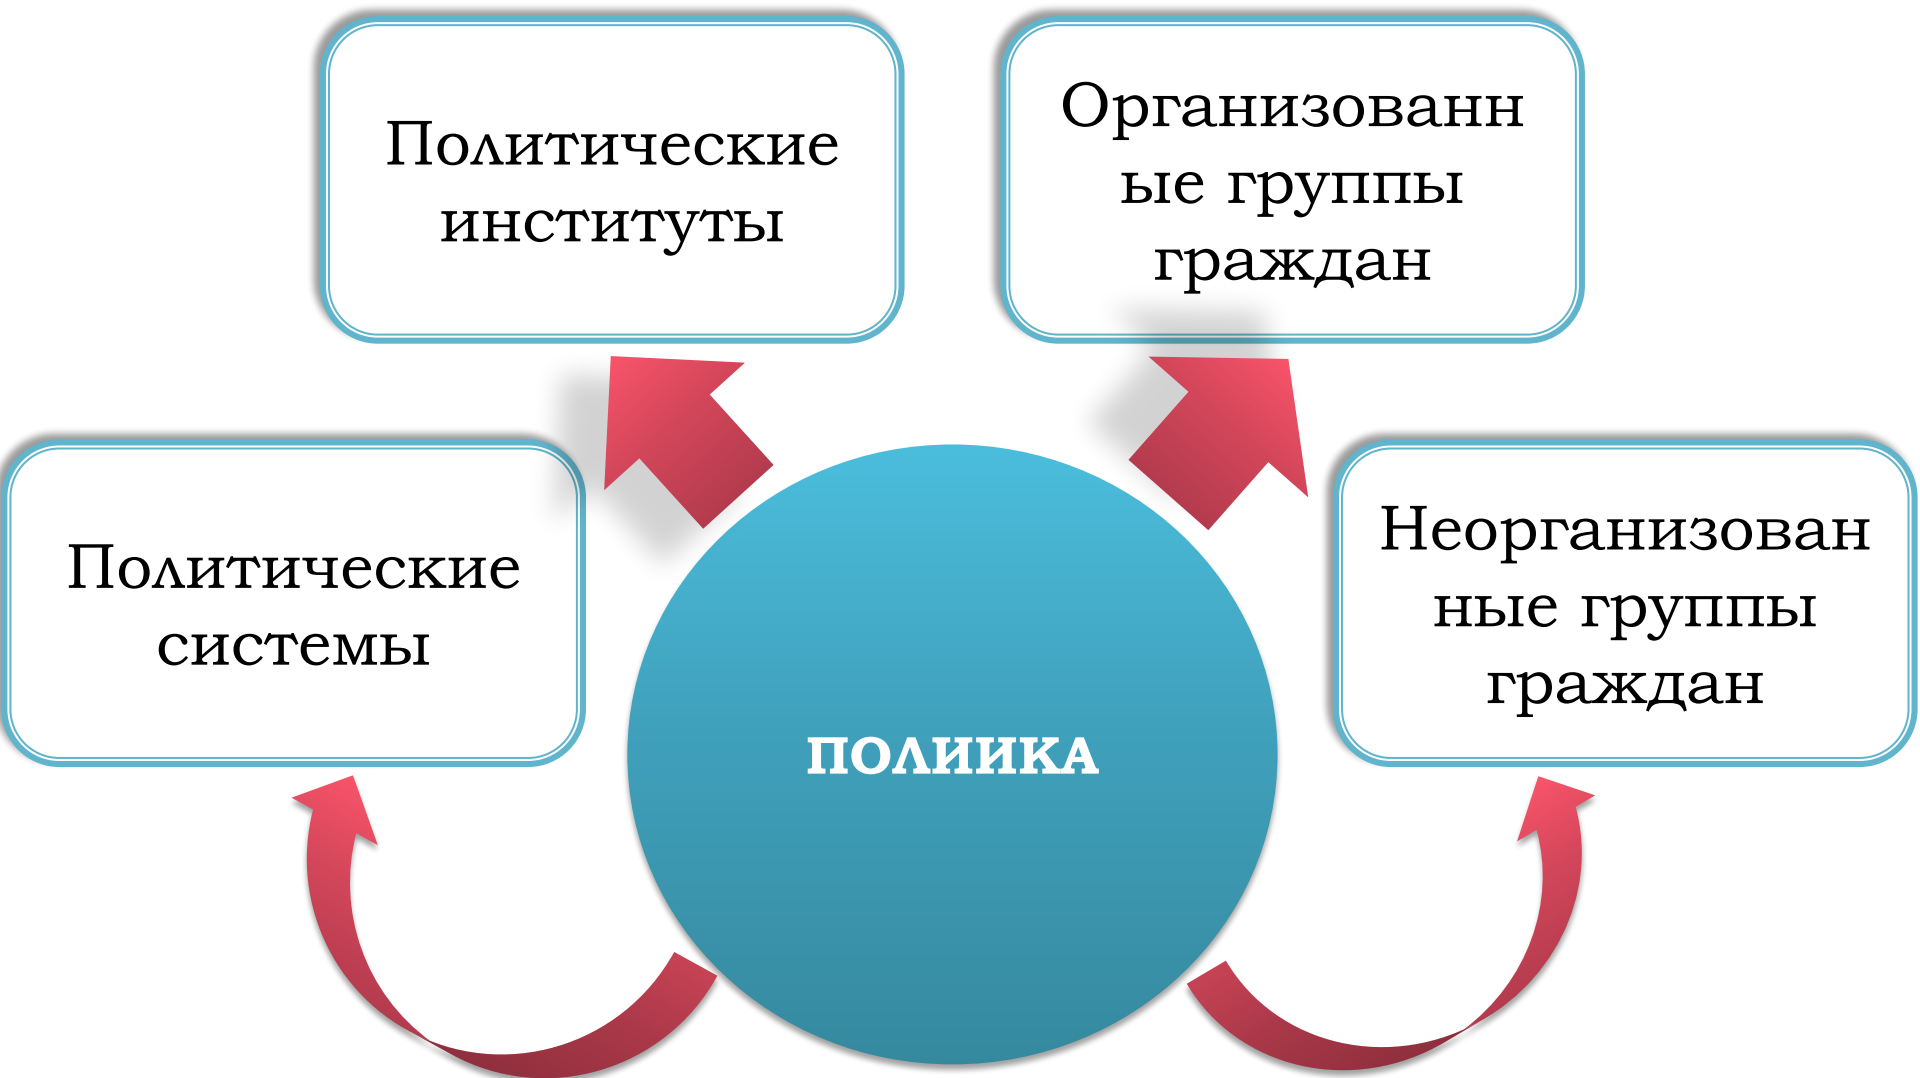 Политические
институты
Организованн
ые группы
граждан
Политические
системы
Неорганизован
ные группы
граждан
ПОЛИИКА